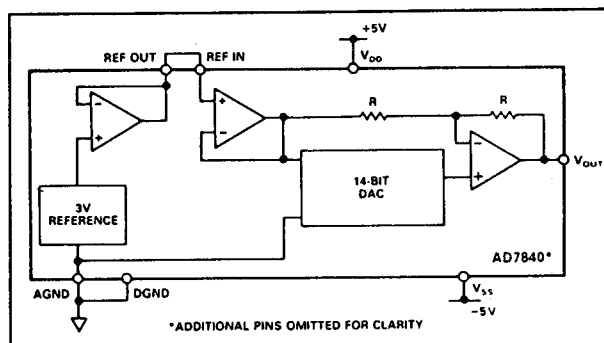 +5V
REF OUT REF IN
VDD
R R
+
−
−
+
−
+
VOUT
3V
REFERENCE
14-BIT
DAC
AD7840*
AGND DGND
VSS
−5V
*ADDITIONAL PINS OMITTED FOR CLARITY